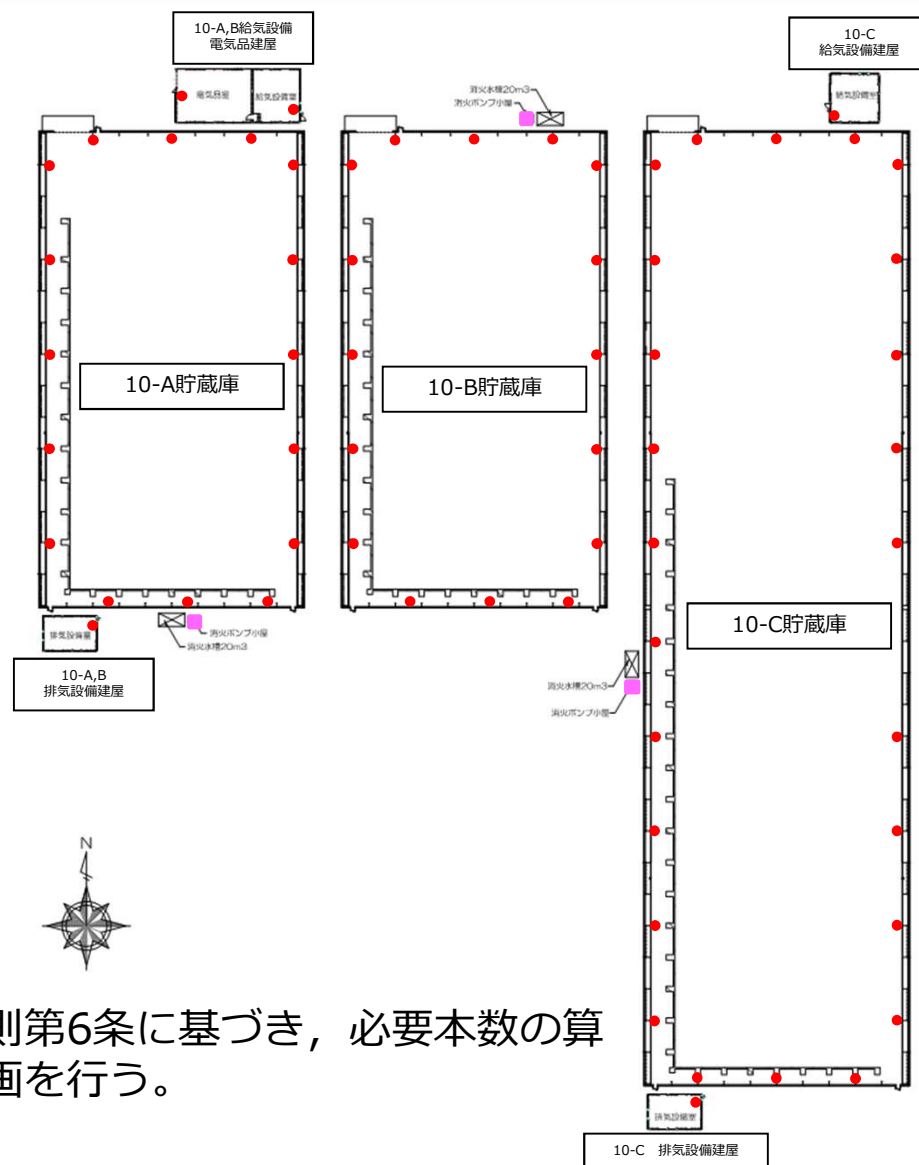 10-A,B給気設備
電気品建屋
10-C
給気設備建屋
電気品室
給気設備室
消火水槽20m3
消火ポンプ小屋
給気設備室
10-A貯蔵庫
10-B貯蔵庫
10-C貯蔵庫
排気設備室
消火ポンプ小屋
消火水槽20m3
10-A,B
排気設備建屋
消火水槽20m3
消火ポンプ小屋
N
則第6条に基づき，必要本数の算
画を行う。
排気設備室
10-C 排気設備建屋